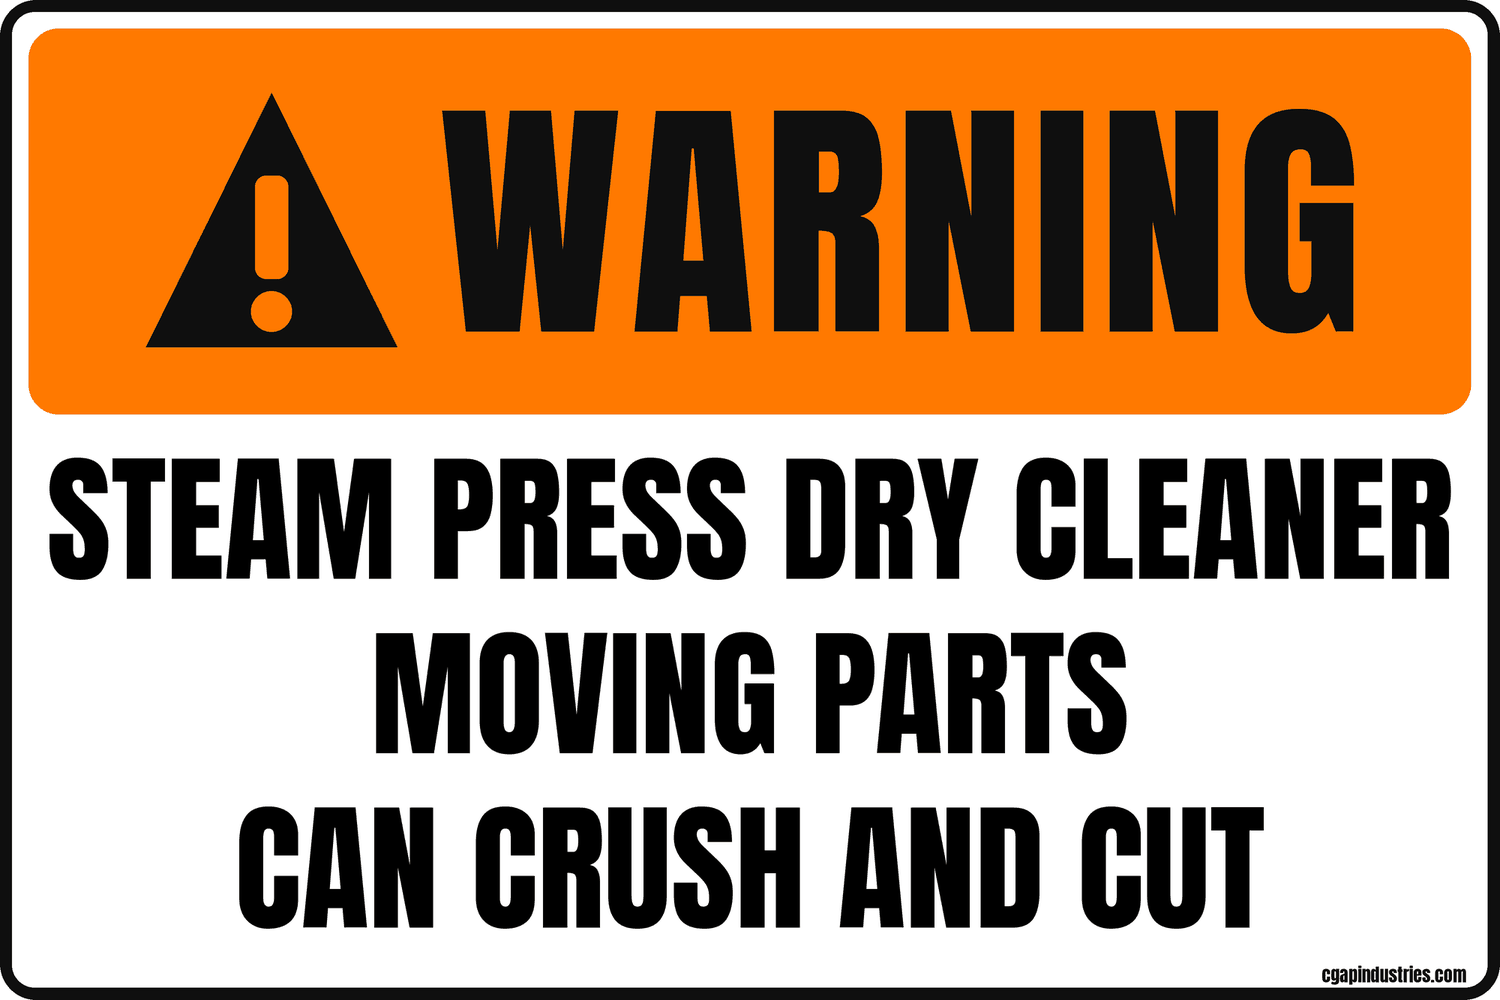 WARNING
STEAM PRESS DRY CLEANER
MOVING PARTS
CAN CRUSH AND CUT
cgapindustries.com